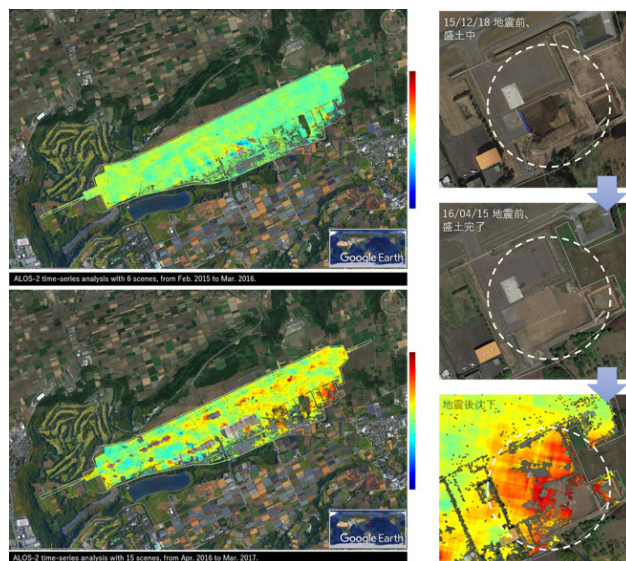 Google Earth
ALOS-2 time-series analysis with 6 scenes, from Feb. 2015 to Mar. 2016.
Google Earth
ALOS-2 time-series analysis with 15 scenes, from Apr. 2016 to Mar. 2017.
15/12/18 地震前、
盛土中
16/04/15 地震前、
盛土完了
地震後沈下